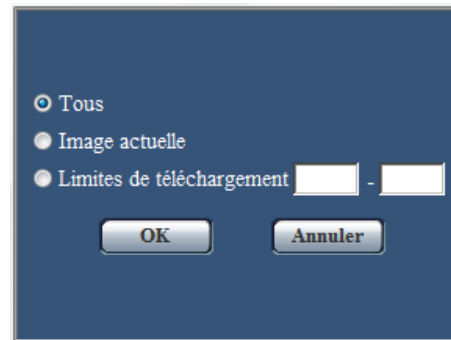 Tous
Image actuelle
Limites de téléchargement -
OK Annuler